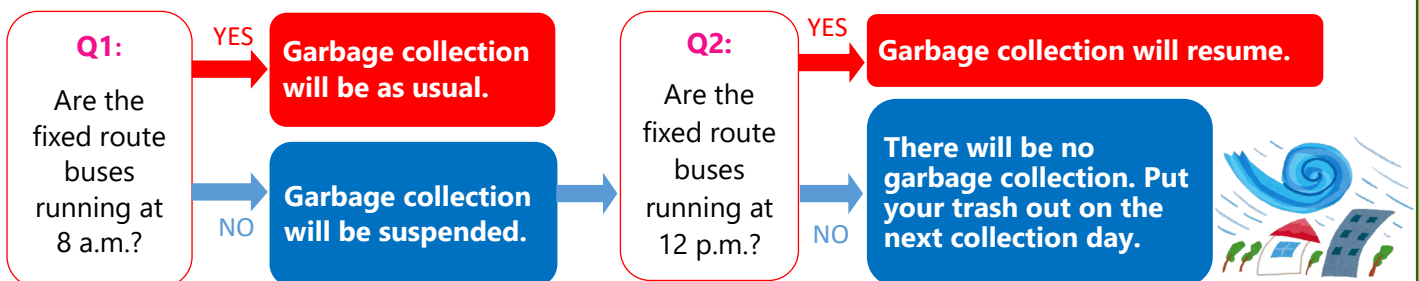 Q1:
Are the
fixed route
buses
running at
8 a.m.?
YES
Garbage collection
will be as usual.
NO
Garbage collection
will be suspended.
Q2:
Are the
fixed route
buses
running at
12 p.m.?
YES
Garbage collection will resume.
NO
There will be no
garbage collection. Put
your trash out on the
next collection day.